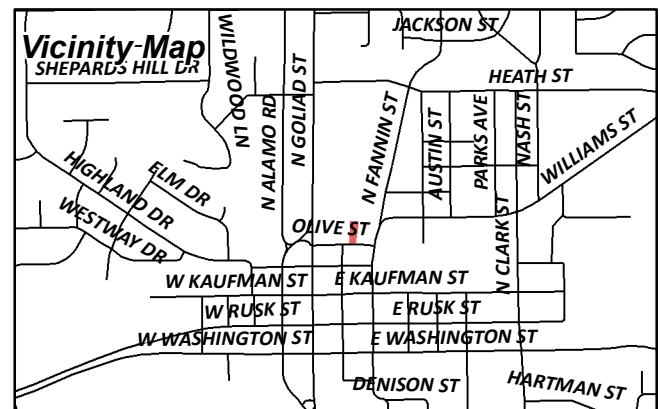 Vicinity Map
SHEPARDS HILL DR
JACKSON ST
HEATH ST
WILDWOOD LN
N ALAMO RD
N GOLIAD ST
N FANNIN ST
AUSTIN ST
PARKS AVE
NASH ST
WILLIAMS ST
HIGHLAND DR
ELM DR
WESTWAY DR
OLIVE ST
N CLARK ST
W KAUFMAN ST
E KAUFMAN ST
W RUSK ST
E RUSK ST
W WASHINGTON ST
E WASHINGTON ST
DENISON ST
HARTMAN ST